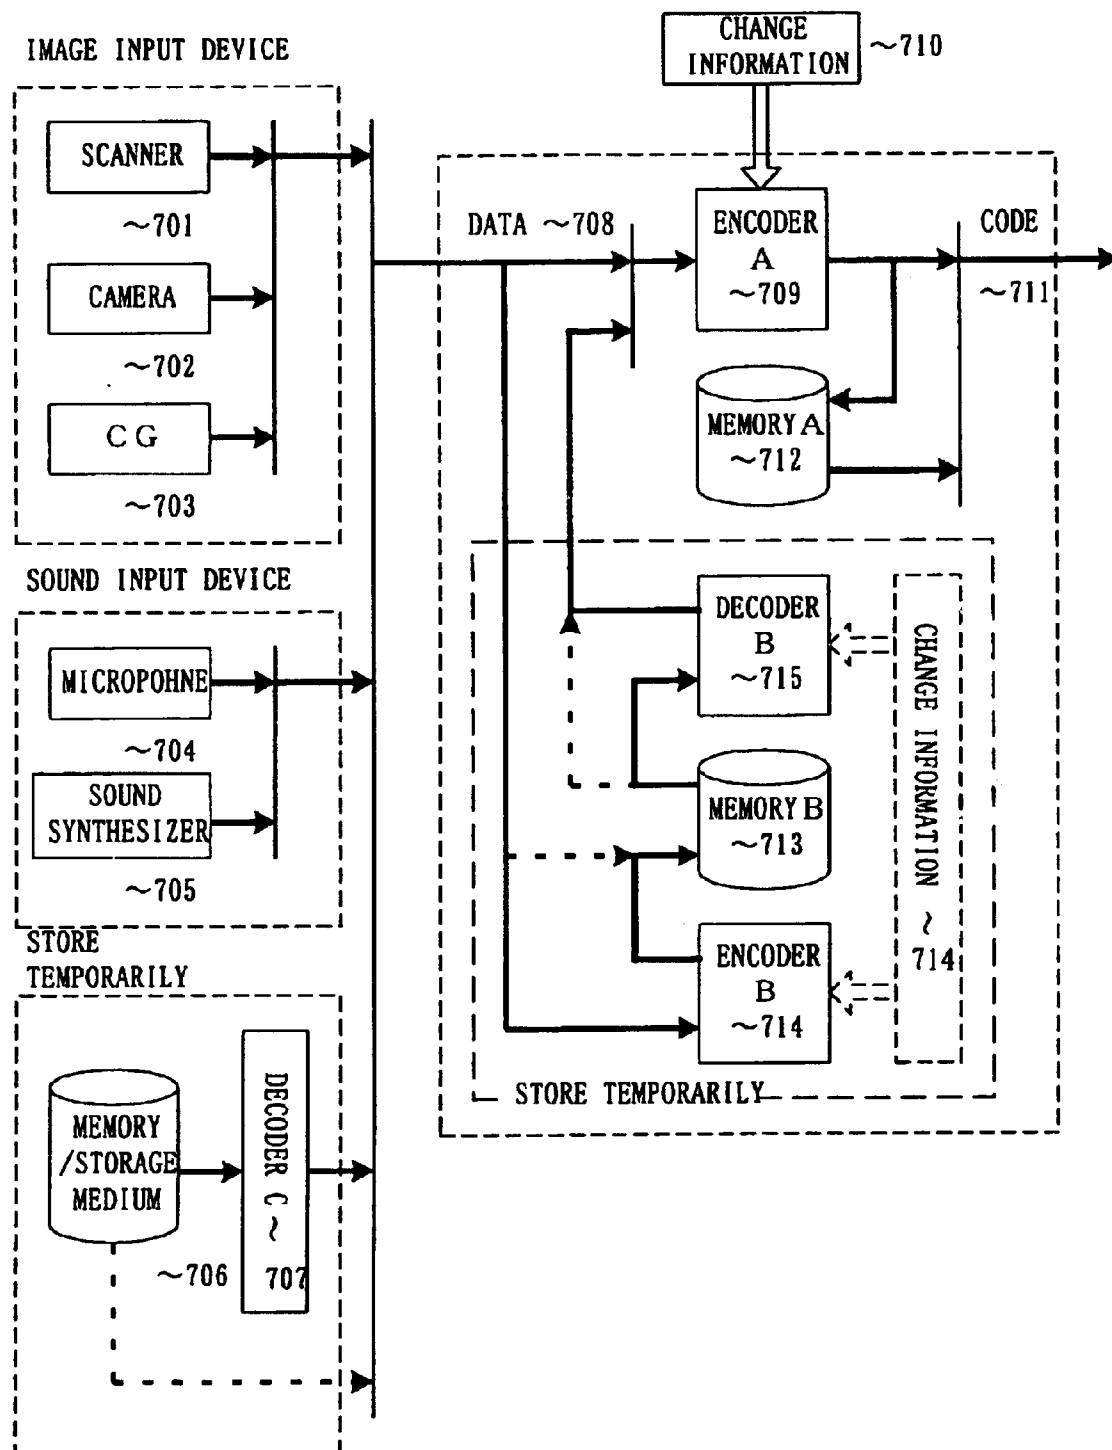 IMAGE INPUT DEVICE
SCANNER
~701
CAMERA
~702
CG
~703
SOUND INPUT DEVICE
MICROPOHNE
~704
SOUND
SYNTHESIZER
~705
STORE
TEMPORARILY
MEMORY
/STORAGE
MEDIUM
~706
DECODER C ~
707
CHANGE
INFORMATION
~710
DATA ~708
ENCODER
A
~709
CODE
~711
MEMORY A
~712
DECODER
B
~715
MEMORY B
~713
ENCODER
B
~714
CHANGE INFORMATION ~
714
STORE TEMPORARILY